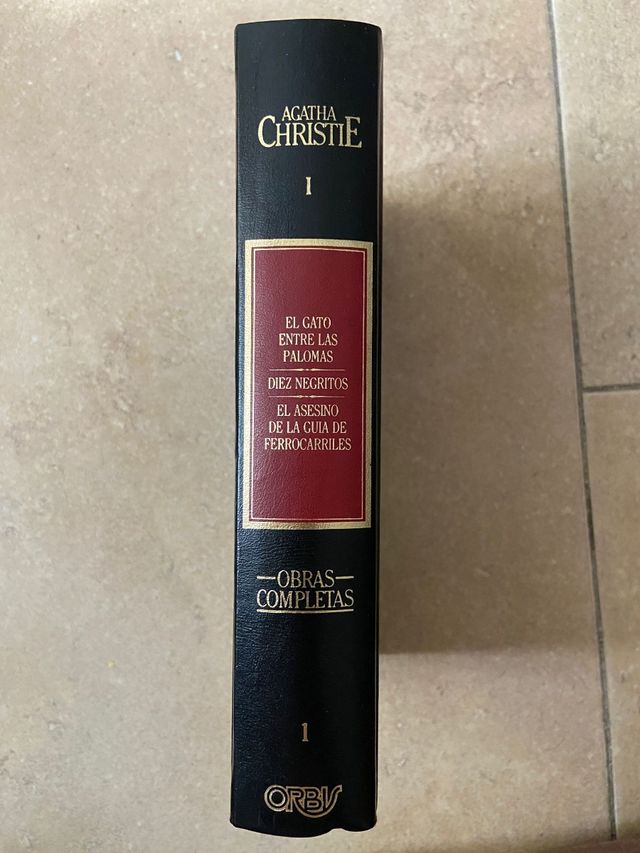 AGATHA
CHRISTIE
I
EL GATO
ENTRE LAS
PALOMAS
DIEZ NEGRITOS
EL ASESINO
DE LA GUIA DE
FERROCARRILES
OBRAS
COMPLETAS
1
ORBIS